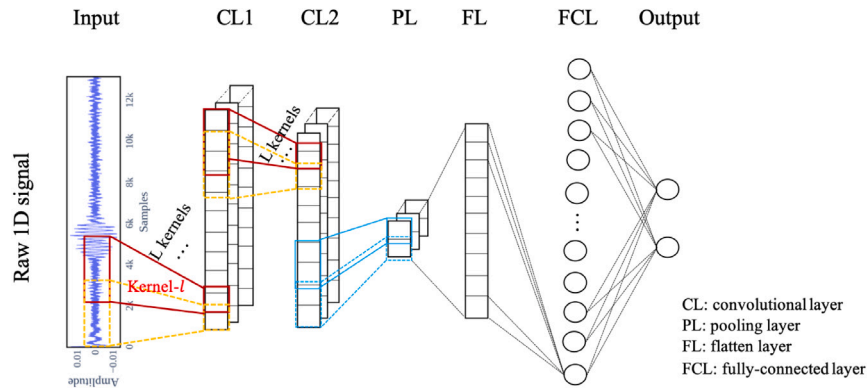 Input CL1 CL2 PL FL FCL Output
Raw 1D signal
12k
10k
8k
6k
4k
2k
0
Samples
0.01 0 −0.01
Amplitude
L kernels
...
Kernel-l
L kernels
...
...
CL: convolutional layer
PL: pooling layer
FL: flatten layer
FCL: fully-connected layer